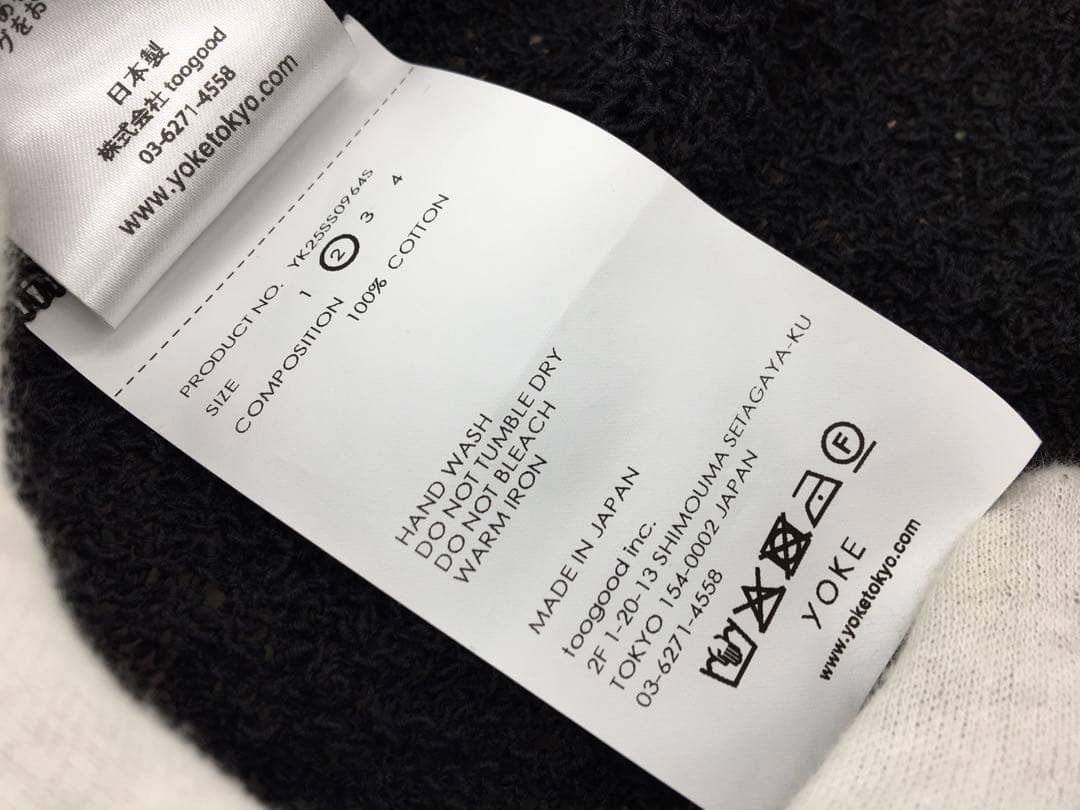 グをお
日本製
株式会社 toogood
03-6271-4558
www.yoketokyo.com
PRODUCT NO. YK25SS0964S
SIZE 1 2 3 4
COMPOSITION 100% COTTON
HAND WASH
DO NOT TUMBLE DRY
DO NOT BLEACH
WARM IRON
MADE IN JAPAN
toogood inc.
2F 1-20-13 SHIMOUMA SETAGAYA-KU
TOKYO 154-0002 JAPAN
03-6271-4558
F
YOKE
www.yoketokyo.com